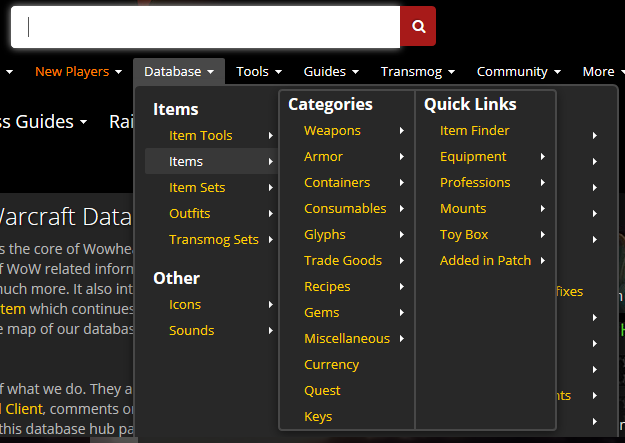 New Players
Database
Tools
Guides
Transmog
Community
More
ss Guides
Rai
Items
Item Tools
Items
Item Sets
Outfits
Transmog Sets
Other
Icons
Sounds
Categories
Weapons
Armor
Containers
Consumables
Glyphs
Trade Goods
Recipes
Gems
Miscellaneous
Currency
Quest
Keys
Quick Links
Item Finder
Equipment
Professions
Mounts
Toy Box
Added in Patch
Warcraft Data
s the core of Wowhea
f WoW related inform
much more. It also int
tem which continues
e map of our databas
f what we do. They a
d Client, comments or
this database hub pa
fixes
nts